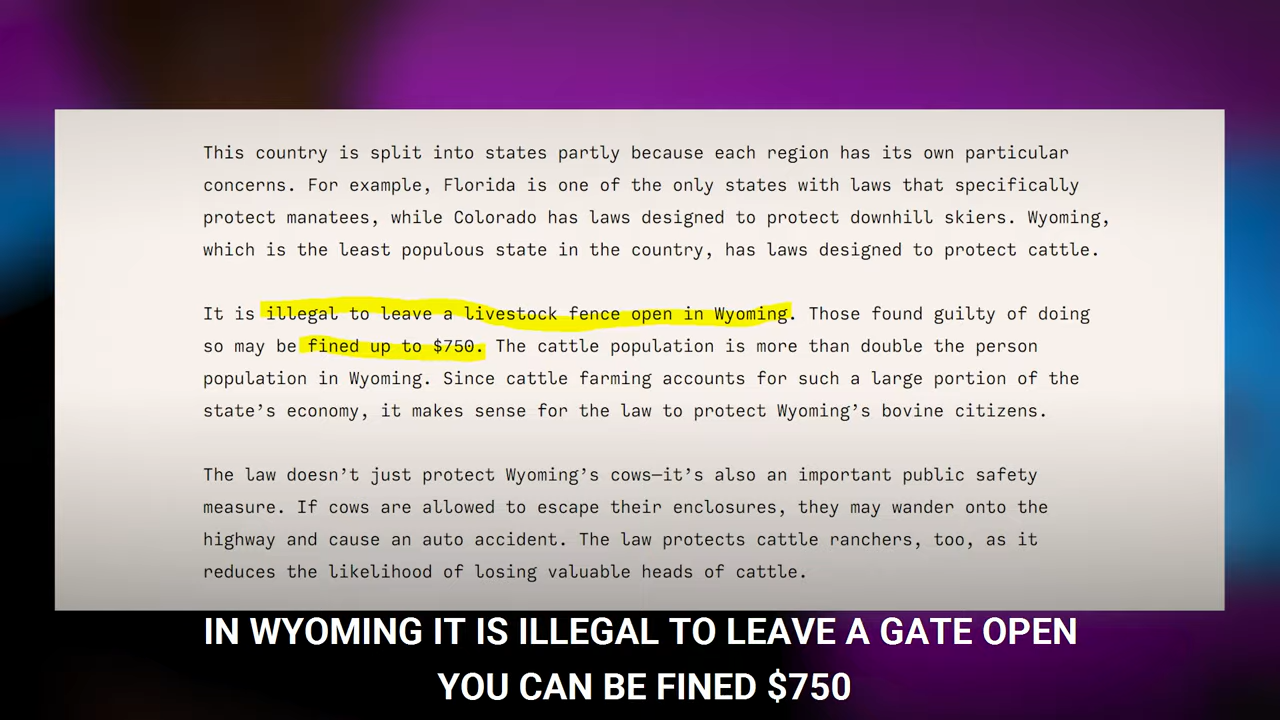 This country is split into states partly because each region has its own particular
concerns. For example, Florida is one of the only states with laws that specifically
protect manatees, while Colorado has laws designed to protect downhill skiers. Wyoming,
which is the least populous state in the country, has laws designed to protect cattle.
It is illegal to leave a livestock fence open in Wyoming. Those found guilty of doing
so may be fined up to $750. The cattle population is more than double the person
population in Wyoming. Since cattle farming accounts for such a large portion of the
state’s economy, it makes sense for the law to protect Wyoming’s bovine citizens.
The law doesn’t just protect Wyoming’s cows—it’s also an important public safety
measure. If cows are allowed to escape their enclosures, they may wander onto the
highway and cause an auto accident. The law protects cattle ranchers, too, as it
reduces the likelihood of losing valuable heads of cattle.
IN WYOMING IT IS ILLEGAL TO LEAVE A GATE OPEN
YOU CAN BE FINED $750